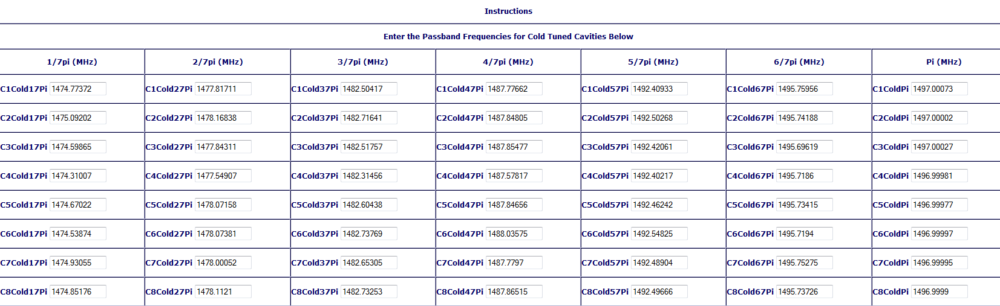 Instructions
Enter the Passband Frequencies for Cold Tuned Cavities Below
1/7pi (MHz) 2/7pi (MHz) 3/7pi (MHz) 4/7pi (MHz) 5/7pi (MHz) 6/7pi (MHz) Pi (MHz)
C1Cold17Pi 1474.77372 C1Cold27Pi 1477.81711 C1Cold37Pi 1482.50417 C1Cold47Pi 1487.77662 C1Cold57Pi 1492.40933 C1Cold67Pi 1495.75956 C1ColdPi 1497.00073
C2Cold17Pi 1475.09202 C2Cold27Pi 1478.16838 C2Cold37Pi 1482.71641 C2Cold47Pi 1487.84805 C2Cold57Pi 1492.50268 C2Cold67Pi 1495.74188 C2ColdPi 1497.00002
C3Cold17Pi 1474.59865 C3Cold27Pi 1477.84311 C3Cold37Pi 1482.51757 C3Cold47Pi 1487.85477 C3Cold57Pi 1492.42061 C3Cold67Pi 1495.69619 C3ColdPi 1497.00027
C4Cold17Pi 1474.31007 C4Cold27Pi 1477.54907 C4Cold37Pi 1482.31456 C4Cold47Pi 1487.57817 C4Cold57Pi 1492.40217 C4Cold67Pi 1495.7186 C4ColdPi 1496.99981
C5Cold17Pi 1474.67022 C5Cold27Pi 1478.07158 C5Cold37Pi 1482.60438 C5Cold47Pi 1487.84656 C5Cold57Pi 1492.46242 C5Cold67Pi 1495.73415 C5ColdPi 1496.99977
C6Cold17Pi 1474.53874 C6Cold27Pi 1478.07381 C6Cold37Pi 1482.73769 C6Cold47Pi 1488.03575 C6Cold57Pi 1492.54825 C6Cold67Pi 1495.7194 C6ColdPi 1496.99997
C7Cold17Pi 1474.93055 C7Cold27Pi 1478.00052 C7Cold37Pi 1482.65305 C7Cold47Pi 1487.7797 C7Cold57Pi 1492.48904 C7Cold67Pi 1495.75275 C7ColdPi 1496.99995
C8Cold17Pi 1474.85176 C8Cold27Pi 1478.1121 C8Cold37Pi 1482.73253 C8Cold47Pi 1487.86515 C8Cold57Pi 1492.49666 C8Cold67Pi 1495.73726 C8ColdPi 1496.9999